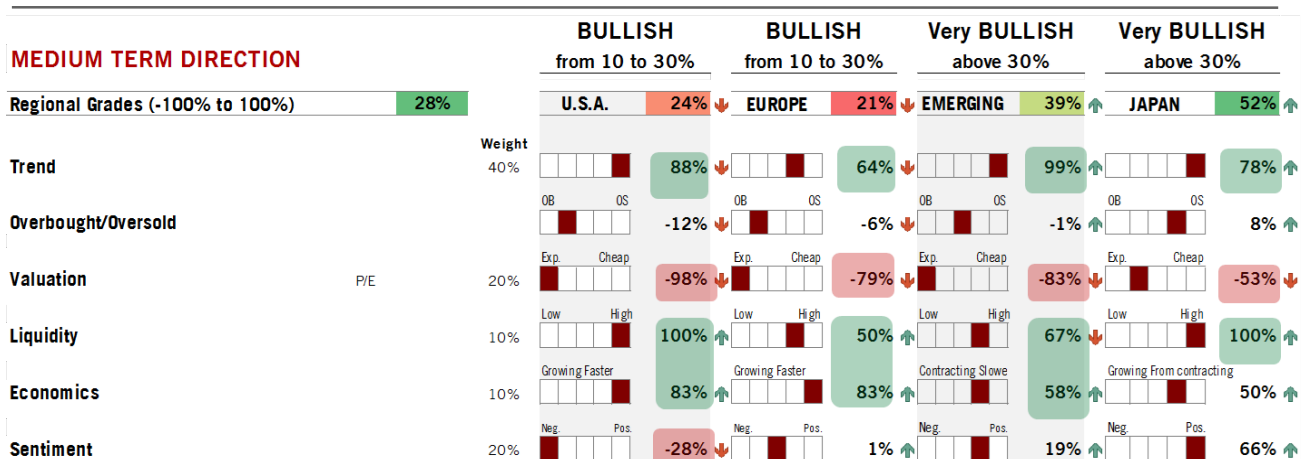 BULLISH BULLISH Very BULLISH Very BULLISH
MEDIUM TERM DIRECTION from 10 to 30% from 10 to 30% above 30% above 30%
Regional Grades (-100% to 100%) 28% U.S.A. 24% EUROPE 21% EMERGING 39% JAPAN 52%
Weight
Trend 40% 88% 64% 99% 78%
OB OS OB OS OB OS OB OS
Overbought/Oversold -12% -6% -1% 8%
Exp. Cheap Exp. Cheap Exp. Cheap Exp. Cheap
Valuation P/E 20% -98% -79% -83% -53%
Low High Low High Low High Low High
Liquidity 10% 100% 50% 67% 100%
Growing Faster Growing Faster Contracting Slowe Growing From contracting
Economics 10% 83% 83% 58% 50%
Neg. Pos. Neg. Pos. Neg. Pos. Neg. Pos.
Sentiment 20% -28% 1% 19% 66%